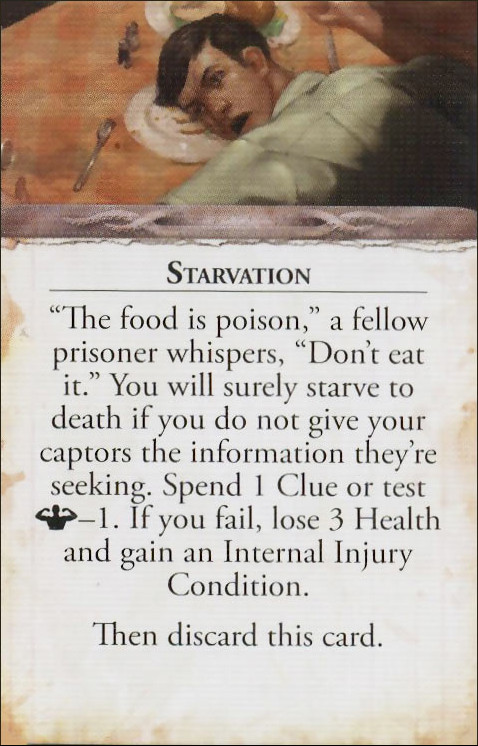 STARVATION
“The food is poison,” a fellow
prisoner whispers, “Don’t eat
it.” You will surely starve to
death if you do not give your
captors the information they’re
seeking. Spend 1 Clue or test
–1. If you fail, lose 3 Health
and gain an Internal Injury
Condition.
Then discard this card.